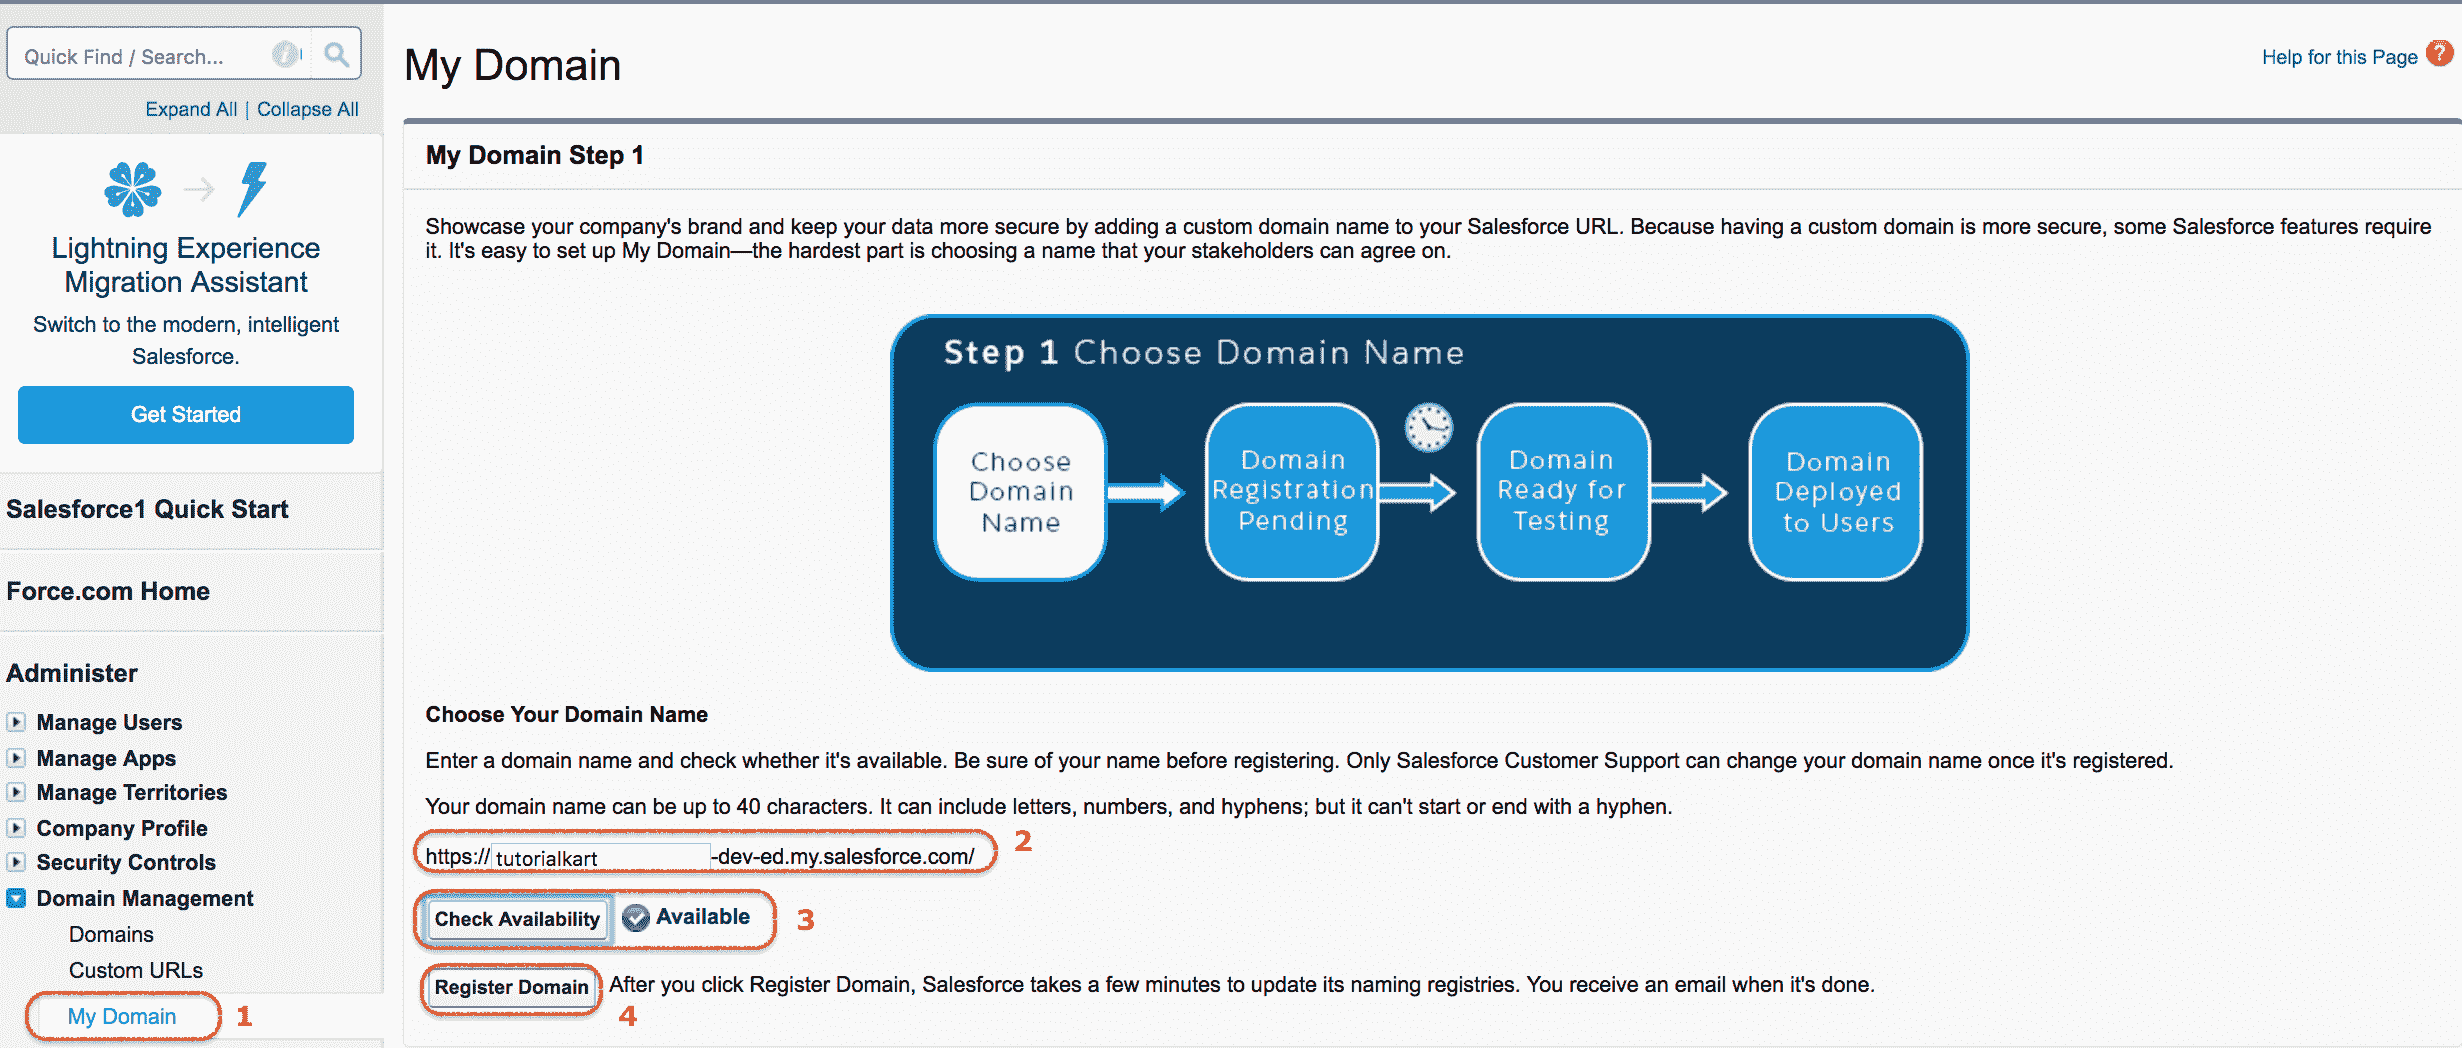 Quick Find / Search...
Expand All | Collapse All
Lightning Experience
Migration Assistant
Switch to the modern, intelligent
Salesforce.
Get Started
Salesforce1 Quick Start
Force.com Home
Administer
Manage Users
Manage Apps
Manage Territories
Company Profile
Security Controls
Domain Management
Domains
Custom URLs
My Domain
1
My Domain
Help for this Page
?
My Domain Step 1
Showcase your company's brand and keep your data more secure by adding a custom domain name to your Salesforce URL. Because having a custom domain is more secure, some Salesforce features require
it. It's easy to set up My Domain—the hardest part is choosing a name that your stakeholders can agree on.
Step 1 Choose Domain Name
Choose
Domain
Name
Domain
Registration
Pending
Domain
Ready for
Testing
Domain
Deployed
to Users
Choose Your Domain Name
Enter a domain name and check whether it's available. Be sure of your name before registering. Only Salesforce Customer Support can change your domain name once it's registered.
Your domain name can be up to 40 characters. It can include letters, numbers, and hyphens; but it can't start or end with a hyphen.
https:// tutorialkart -dev-ed.my.salesforce.com/
2
Check Availability Available
3
Register Domain After you click Register Domain, Salesforce takes a few minutes to update its naming registries. You receive an email when it's done.
4